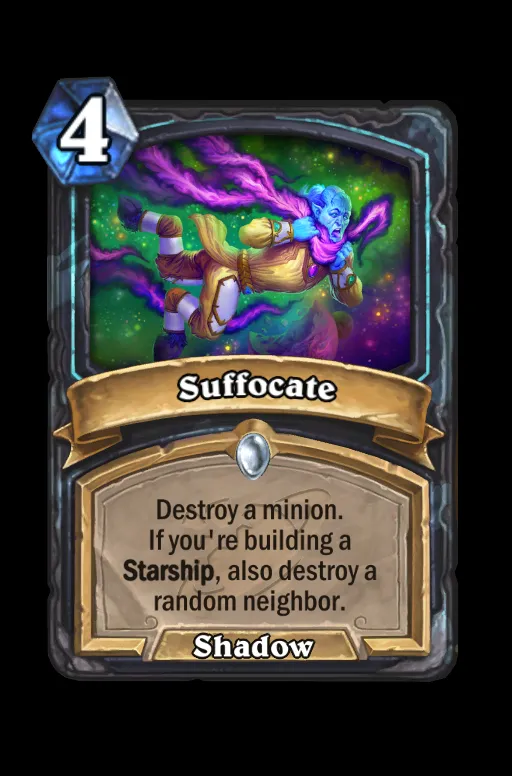 4
Suffocate
Destroy a minion.
If you're building a
Starship, also destroy a
random neighbor.
Shadow